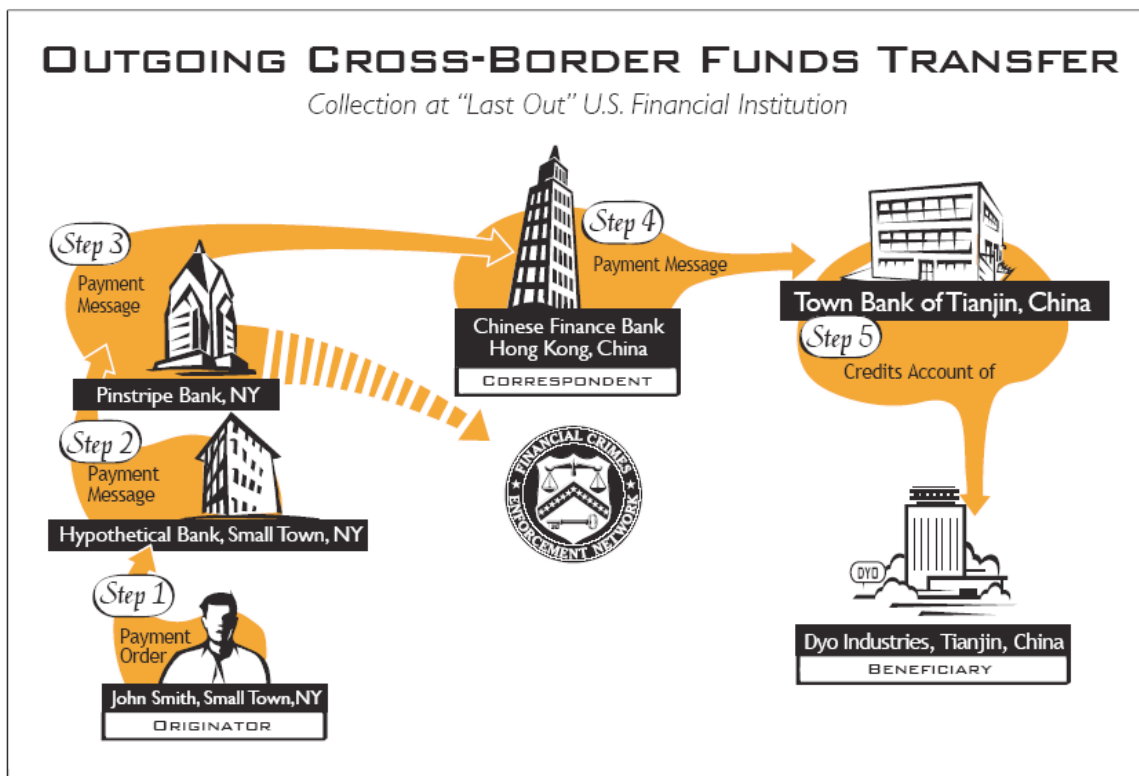 OUTGOING CROSS-BORDER FUNDS TRANSFER
Collection at "Last Out" U.S. Financial Institution
Step 3
Payment
Message
Pinstripe Bank, NY
Step 2
Payment
Message
Hypothetical Bank, Small Town, NY
Step 1
Payment
Order
John Smith, Small Town, NY
ORIGINATOR
Chinese Finance Bank
Hong Kong, China
CORRESPONDENT
Step 4
Payment Message
FINANCIAL CRIMES
ENFORCEMENT NETWORK
Town Bank of Tianjin, China
Step 5
Credits Account of
DYO
Dyo Industries, Tianjin, China
BENEFICIARY